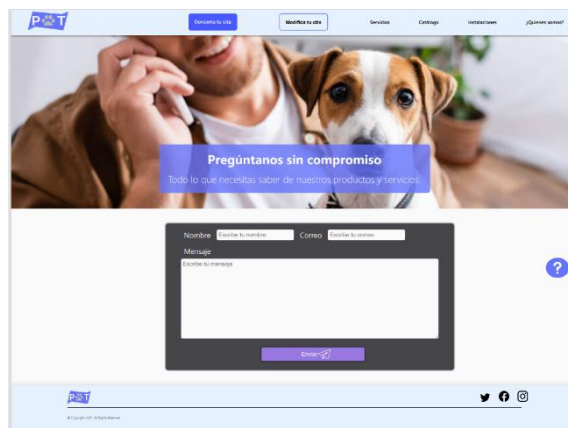 P T
Concierta tu cita
Modifica tu cita
Servicios
Catálogo
Instalaciones
¿Quienes somos?
Pregúntanos sin compromiso
Todo lo que necesitas saber de nuestros productos y servicios.
Nombre Escribe tu nombre Correo Escribe tu correo
Mensaje
Escribe tu mensaje
?
Enviar
P T